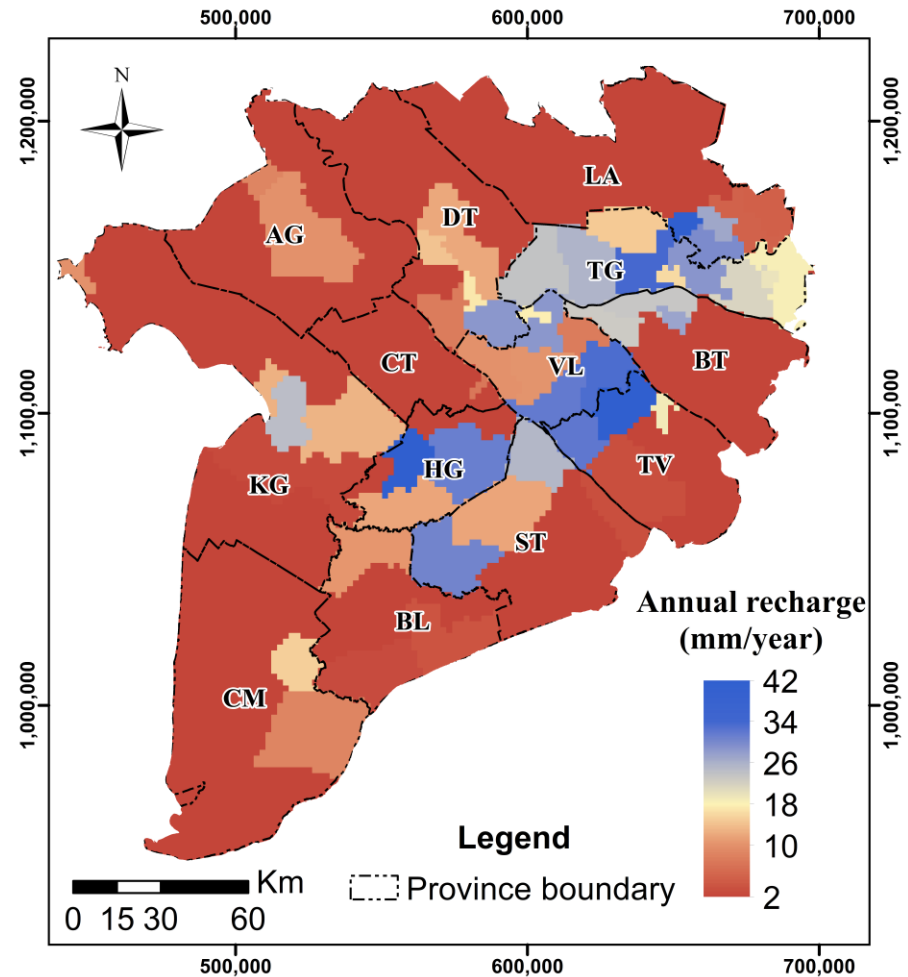 500,000 600,000 700,000
N
1,200,000 1,200,000
LA
DT
AG
TG
CT VL BT
1,100,000 1,100,000
HG TV
KG
ST
BL
Annual recharge
(mm/year)
42
CM
1,000,000 1,000,000
34
26
18
10
2
Legend
Province boundary
Km
0 15 30 60
500,000 600,000 700,000